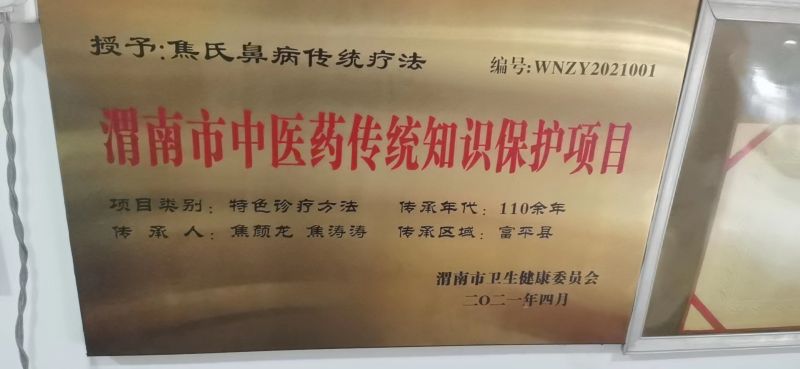 授予:焦氏鼻病传统疗法
编号:WNZY2021001
渭南市中医药传统知识保护项目
项目类别：特色诊疗方法 传承年代：110余年
传承人：焦颜龙 焦涛涛 传承区域：富平县
渭南市卫生健康委员会
二〇二一年四月